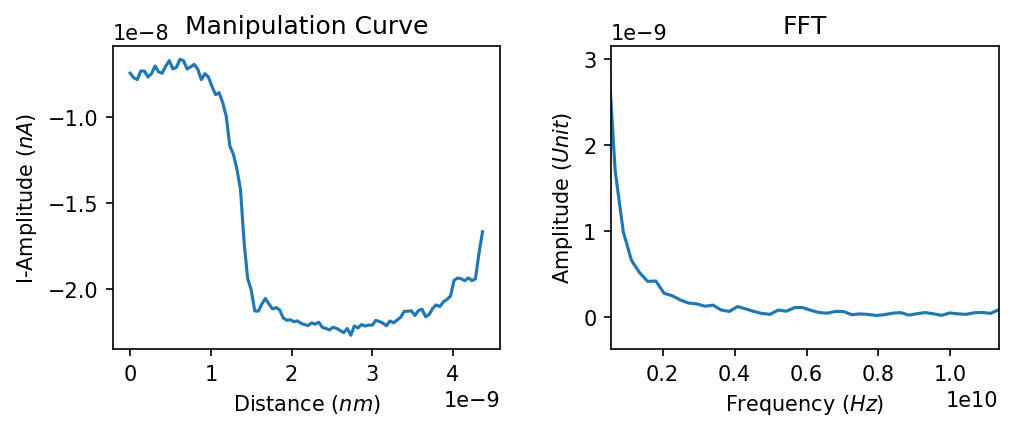 Manipulation Curve
1e−8
−1.0
−1.5
−2.0
I-Amplitude (nA)
0 1 2 3 4
1e−9
Distance (nm)
FFT
1e−9
3
2
1
0
Amplitude (Unit)
0.2 0.4 0.6 0.8 1.0
1e10
Frequency (Hz)